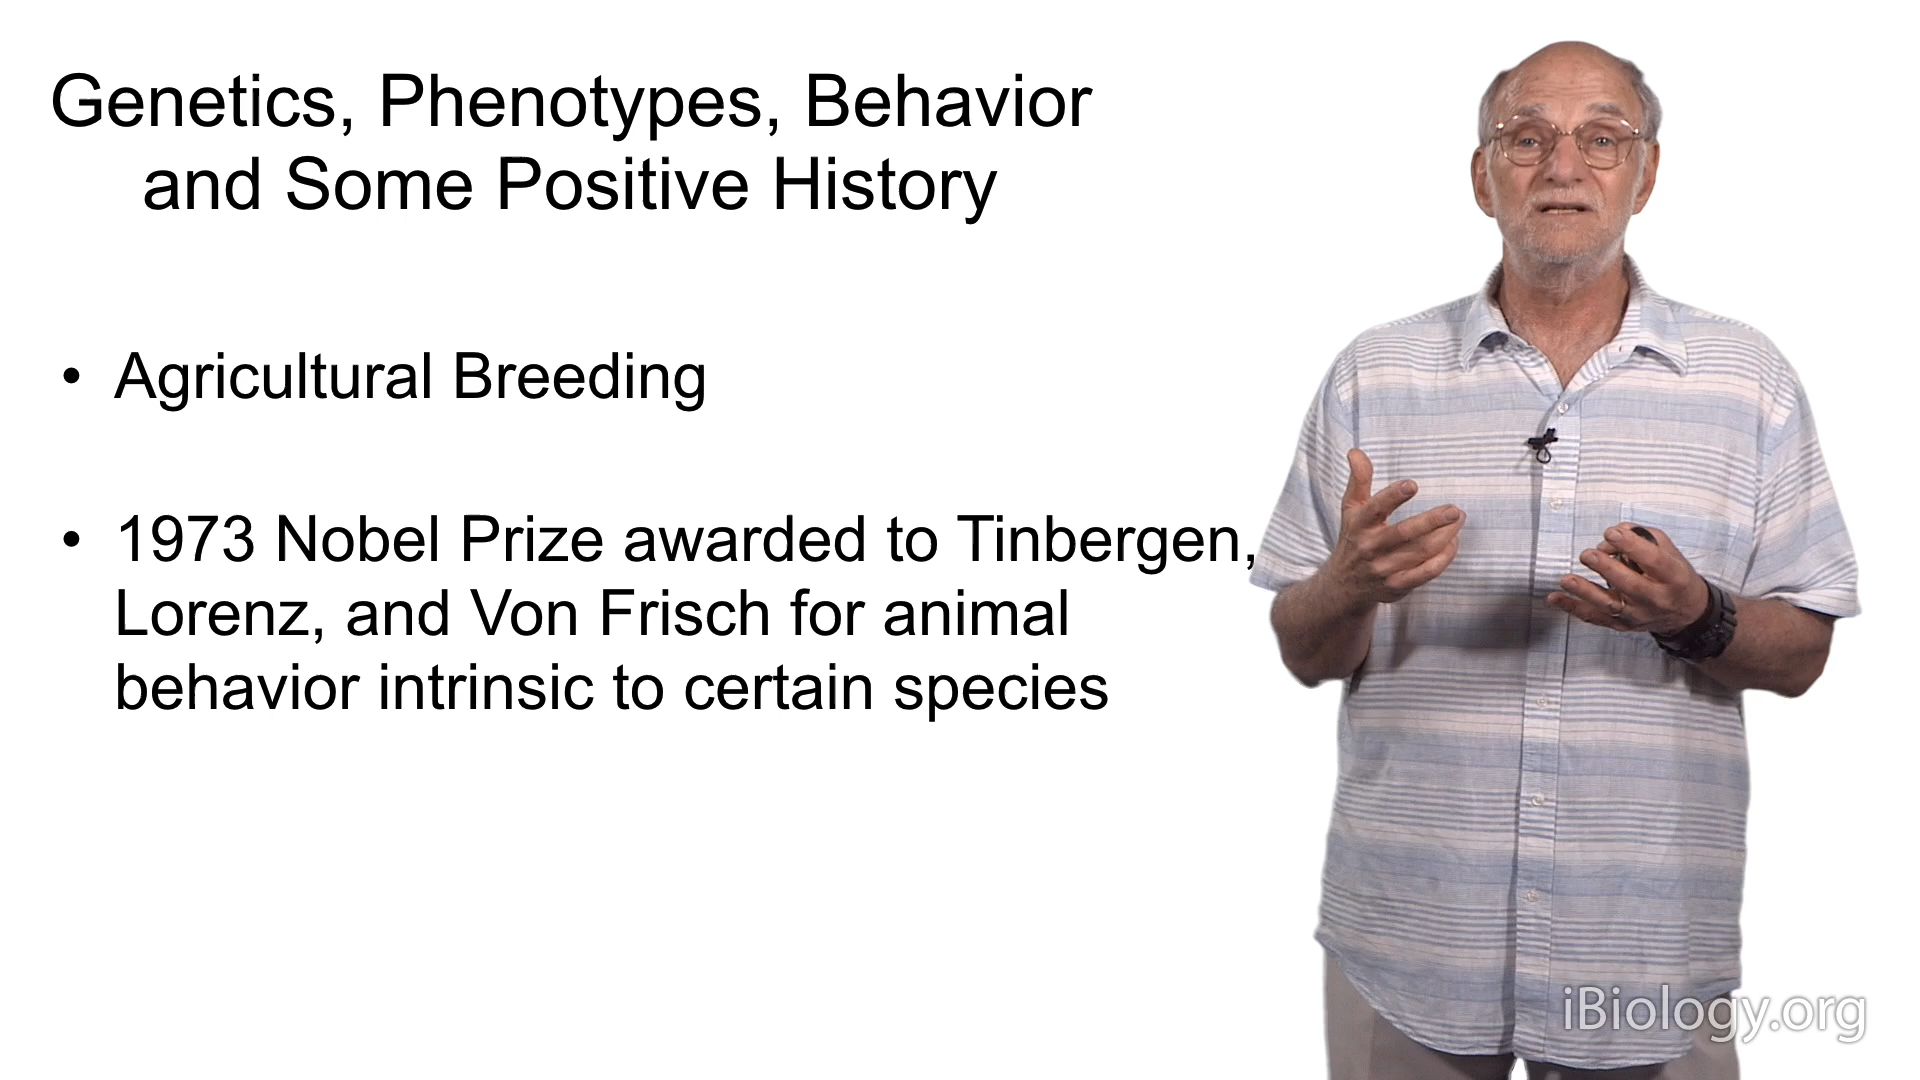 Genetics, Phenotypes, Behavior
and Some Positive History
• Agricultural Breeding
• 1973 Nobel Prize awarded to Tinbergen,
Lorenz, and Von Frisch for animal
behavior intrinsic to certain species
iBiology.org